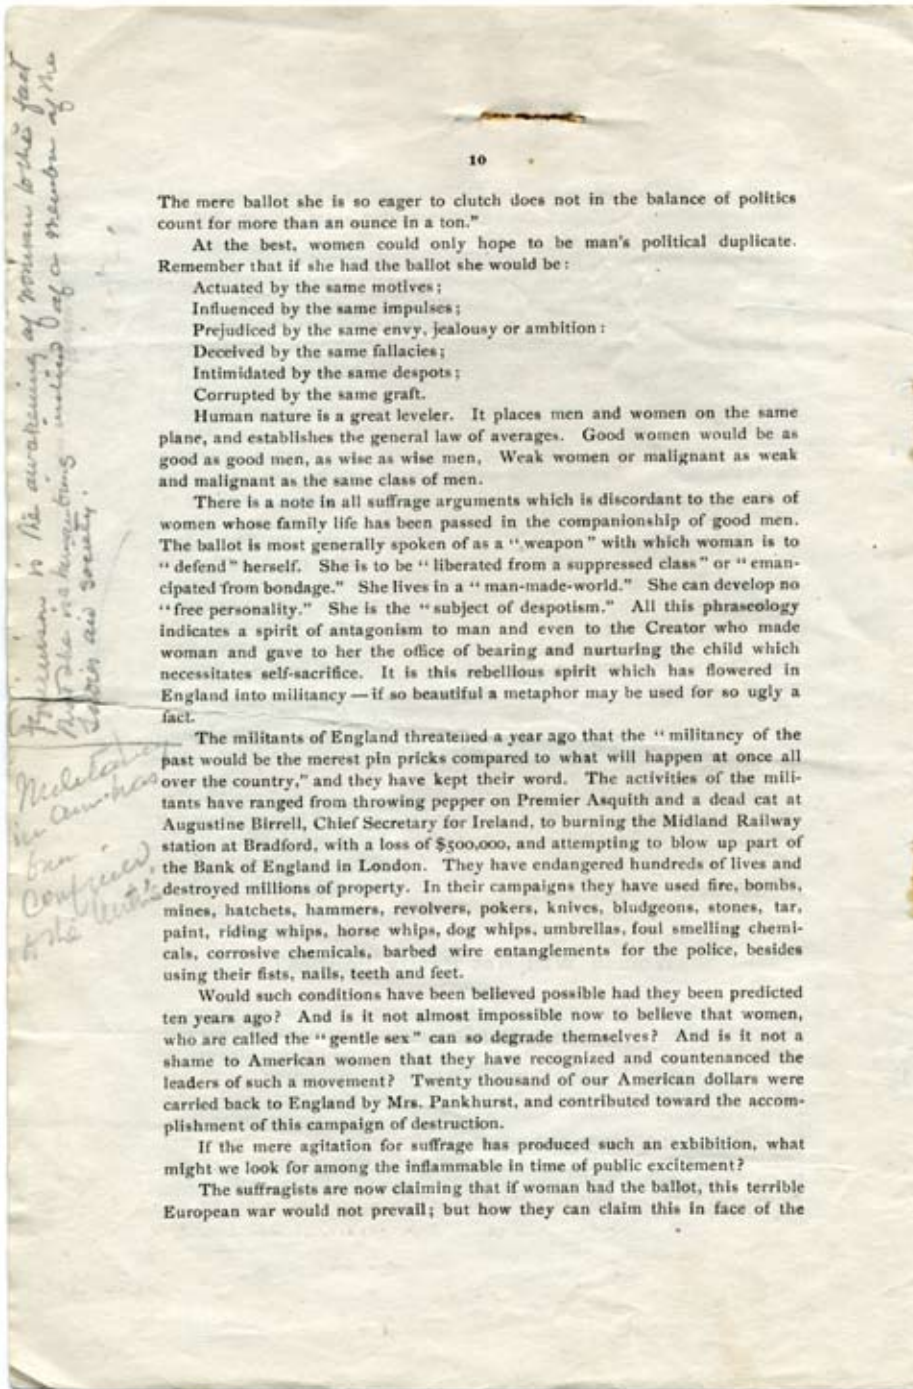 10
The mere ballot she is so eager to clutch does not in the balance of politics
count for more than an ounce in a ton."
At the best, women could only hope to be man's political duplicate.
Remember that if she had the ballot she would be:
Actuated by the same motives;
Influenced by the same impulses;
Prejudiced by the same envy, jealousy or ambition:
Deceived by the same fallacies;
Intimidated by the same despots;
Corrupted by the same graft.
Human nature is a great leveler. It places men and women on the same
plane, and establishes the general law of averages. Good women would be as
good as good men, as wise as wise men, Weak women or malignant as weak
and malignant as the same class of men.
There is a note in all suffrage arguments which is discordant to the ears of
women whose family life has been passed in the companionship of good men.
The ballot is most generally spoken of as a "weapon" with which woman is to
"defend" herself. She is to be "liberated from a suppressed class" or "eman-
cipated from bondage." She lives in a "man-made-world." She can develop no
"free personality." She is the "subject of despotism." All this phraseology
indicates a spirit of antagonism to man and even to the Creator who made
woman and gave to her the office of bearing and nurturing the child which
necessitates self-sacrifice. It is this rebellious spirit which has flowered in
England into militancy—if so beautiful a metaphor may be used for so ugly a
fact.
The militants of England threatened a year ago that the "militancy of the
past would be the merest pin pricks compared to what will happen at once all
over the country," and they have kept their word. The activities of the mili-
tants have ranged from throwing pepper on Premier Asquith and a dead cat at
Augustine Birrell, Chief Secretary for Ireland, to burning the Midland Railway
station at Bradford, with a loss of $500,000, and attempting to blow up part of
the Bank of England in London. They have endangered hundreds of lives and
destroyed millions of property. In their campaigns they have used fire, bombs,
mines, hatchets, hammers, revolvers, pokers, knives, bludgeons, stones, tar,
paint, riding whips, horse whips, dog whips, umbrellas, foul smelling chemi-
cals, corrosive chemicals, barbed wire entanglements for the police, besides
using their fists, nails, teeth and feet.
Would such conditions have been believed possible had they been predicted
ten years ago? And is it not almost impossible now to believe that women,
who are called the "gentle sex" can so degrade themselves? And is it not a
shame to American women that they have recognized and countenanced the
leaders of such a movement? Twenty thousand of our American dollars were
carried back to England by Mrs. Pankhurst, and contributed toward the accom-
plishment of this campaign of destruction.
If the mere agitation for suffrage has produced such an exbibition, what
might we look for among the inflammable in time of public excitement?
The suffragists are now claiming that if woman had the ballot, this terrible
European war would not prevail; but how they can claim this in face of the
is the awakening of women to the fact
that she is human being instead of a member of the
society.
Militancy
in has
been
confined
to the